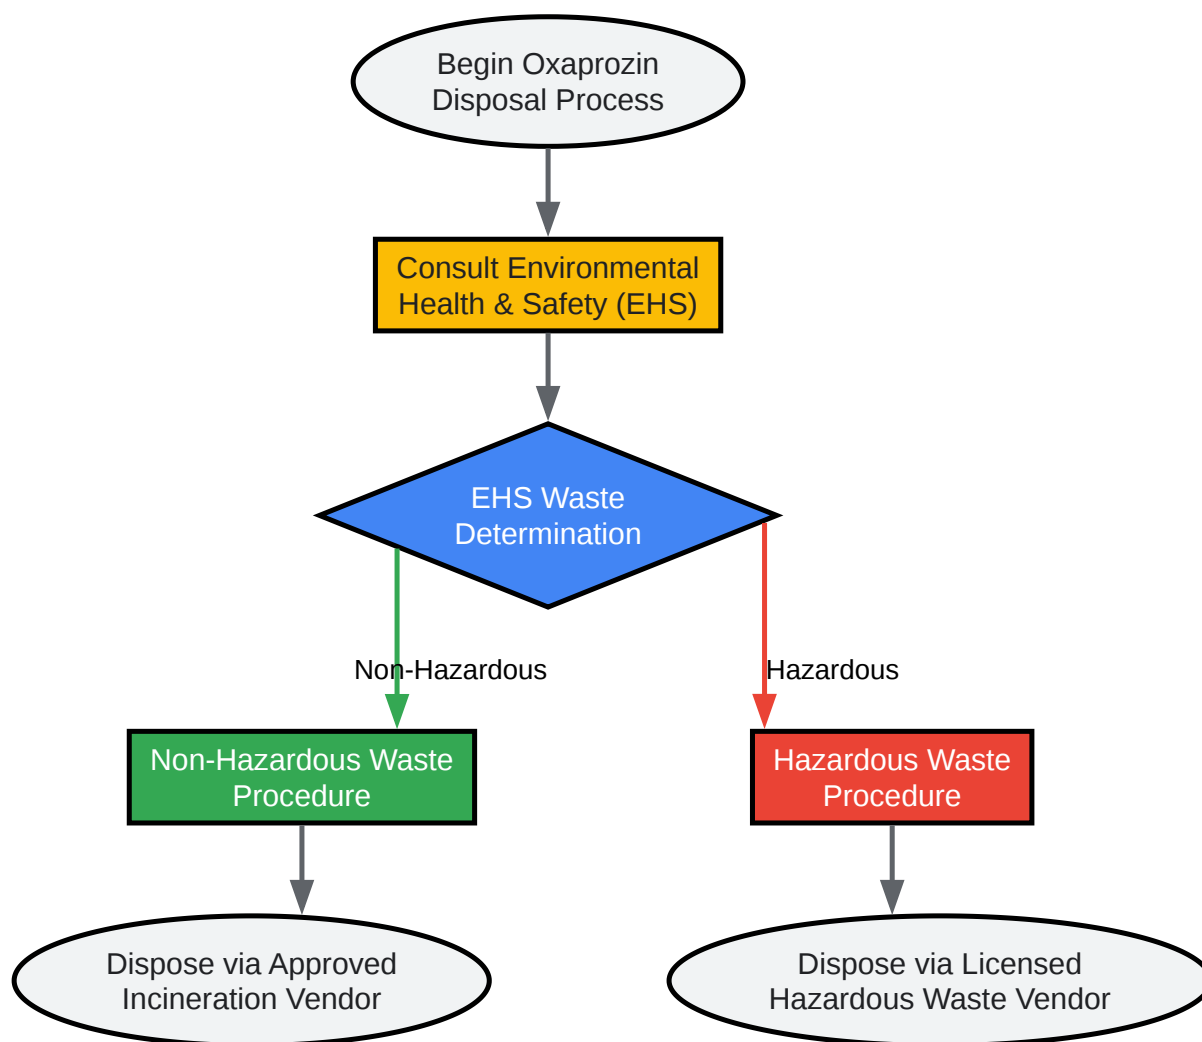 Begin Oxaprozin
Disposal Process
Consult Environmental
Health & Safety (EHS)
EHS Waste
Determination
Non-Hazardous
Hazardous
Non-Hazardous Waste
Procedure
Hazardous Waste
Procedure
Dispose via Approved
Incineration Vendor
Dispose via Licensed
Hazardous Waste Vendor